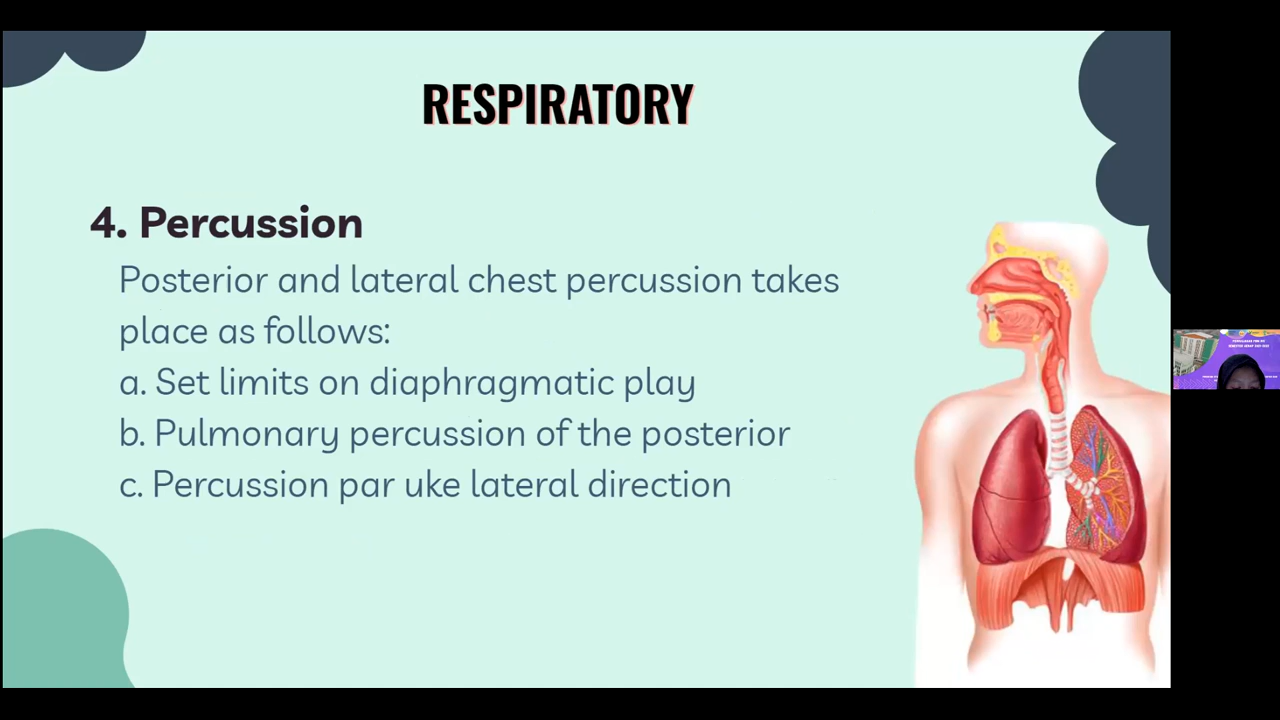 RESPIRATORY
4. Percussion
Posterior and lateral chest percussion takes
place as follows:
a. Set limits on diaphragmatic play
b. Pulmonary percussion of the posterior
c. Percussion par uke lateral direction